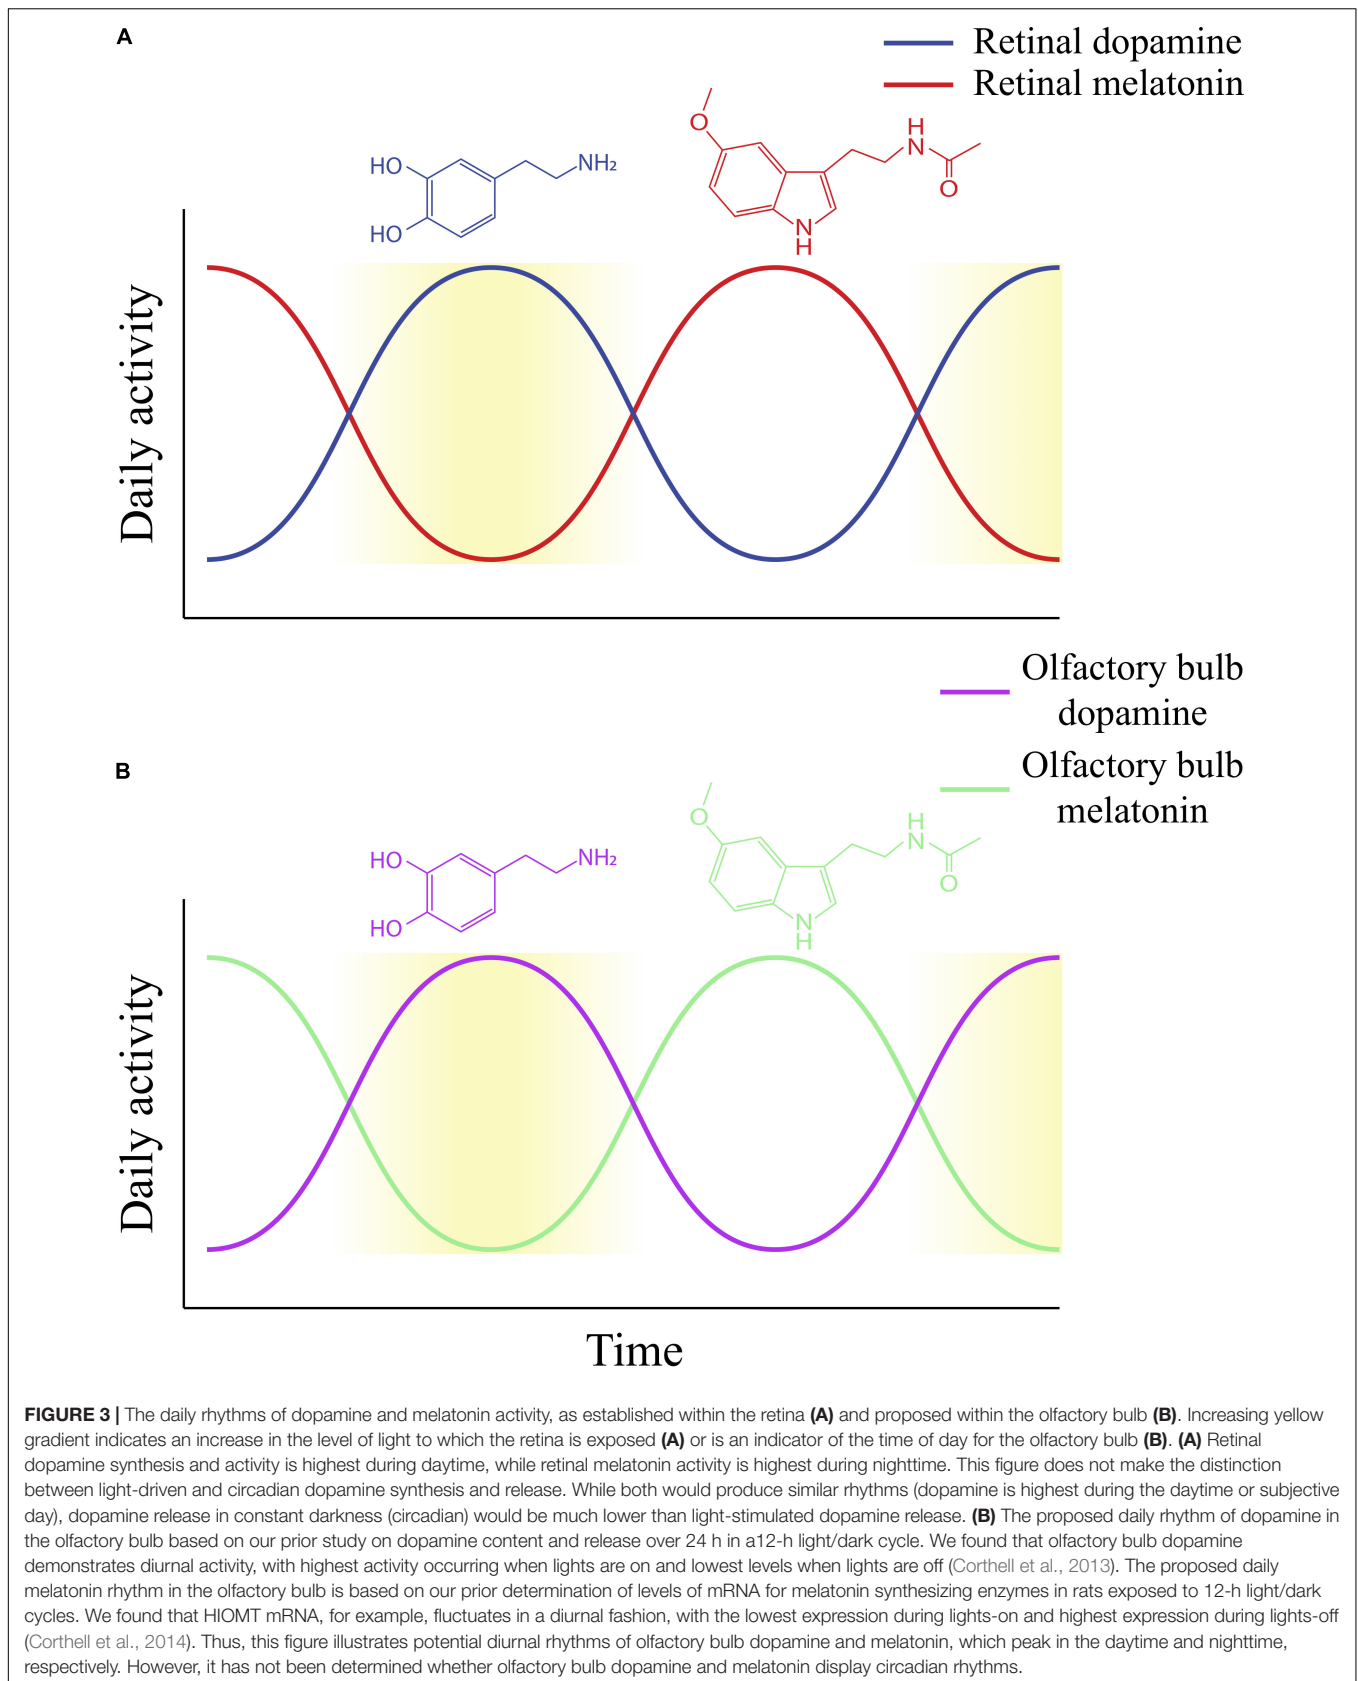 A
Retinal dopamine
Retinal melatonin
HO
HO
NH₂
O
H
N
O
N
H
Daily activity
Olfactory bulb
dopamine
Olfactory bulb
melatonin
B
HO
HO
NH₂
O
H
N
O
N
H
Daily activity
Time
FIGURE 3 | The daily rhythms of dopamine and melatonin activity, as established within the retina (A) and proposed within the olfactory bulb (B). Increasing yellow
gradient indicates an increase in the level of light to which the retina is exposed (A) or is an indicator of the time of day for the olfactory bulb (B). (A) Retinal
dopamine synthesis and activity is highest during daytime, while retinal melatonin activity is highest during nighttime. This figure does not make the distinction
between light-driven and circadian dopamine synthesis and release. While both would produce similar rhythms (dopamine is highest during the daytime or subjective
day), dopamine release in constant darkness (circadian) would be much lower than light-stimulated dopamine release. (B) The proposed daily rhythm of dopamine in
the olfactory bulb based on our prior study on dopamine content and release over 24 h in a12-h light/dark cycle. We found that olfactory bulb dopamine
demonstrates diurnal activity, with highest activity occurring when lights are on and lowest levels when lights are off (Corthell et al., 2013). The proposed daily
melatonin rhythm in the olfactory bulb is based on our prior determination of levels of mRNA for melatonin synthesizing enzymes in rats exposed to 12-h light/dark
cycles. We found that HIOMT mRNA, for example, fluctuates in a diurnal fashion, with the lowest expression during lights-on and highest expression during lights-off
(Corthell et al., 2014). Thus, this figure illustrates potential diurnal rhythms of olfactory bulb dopamine and melatonin, which peak in the daytime and nighttime,
respectively. However, it has not been determined whether olfactory bulb dopamine and melatonin display circadian rhythms.